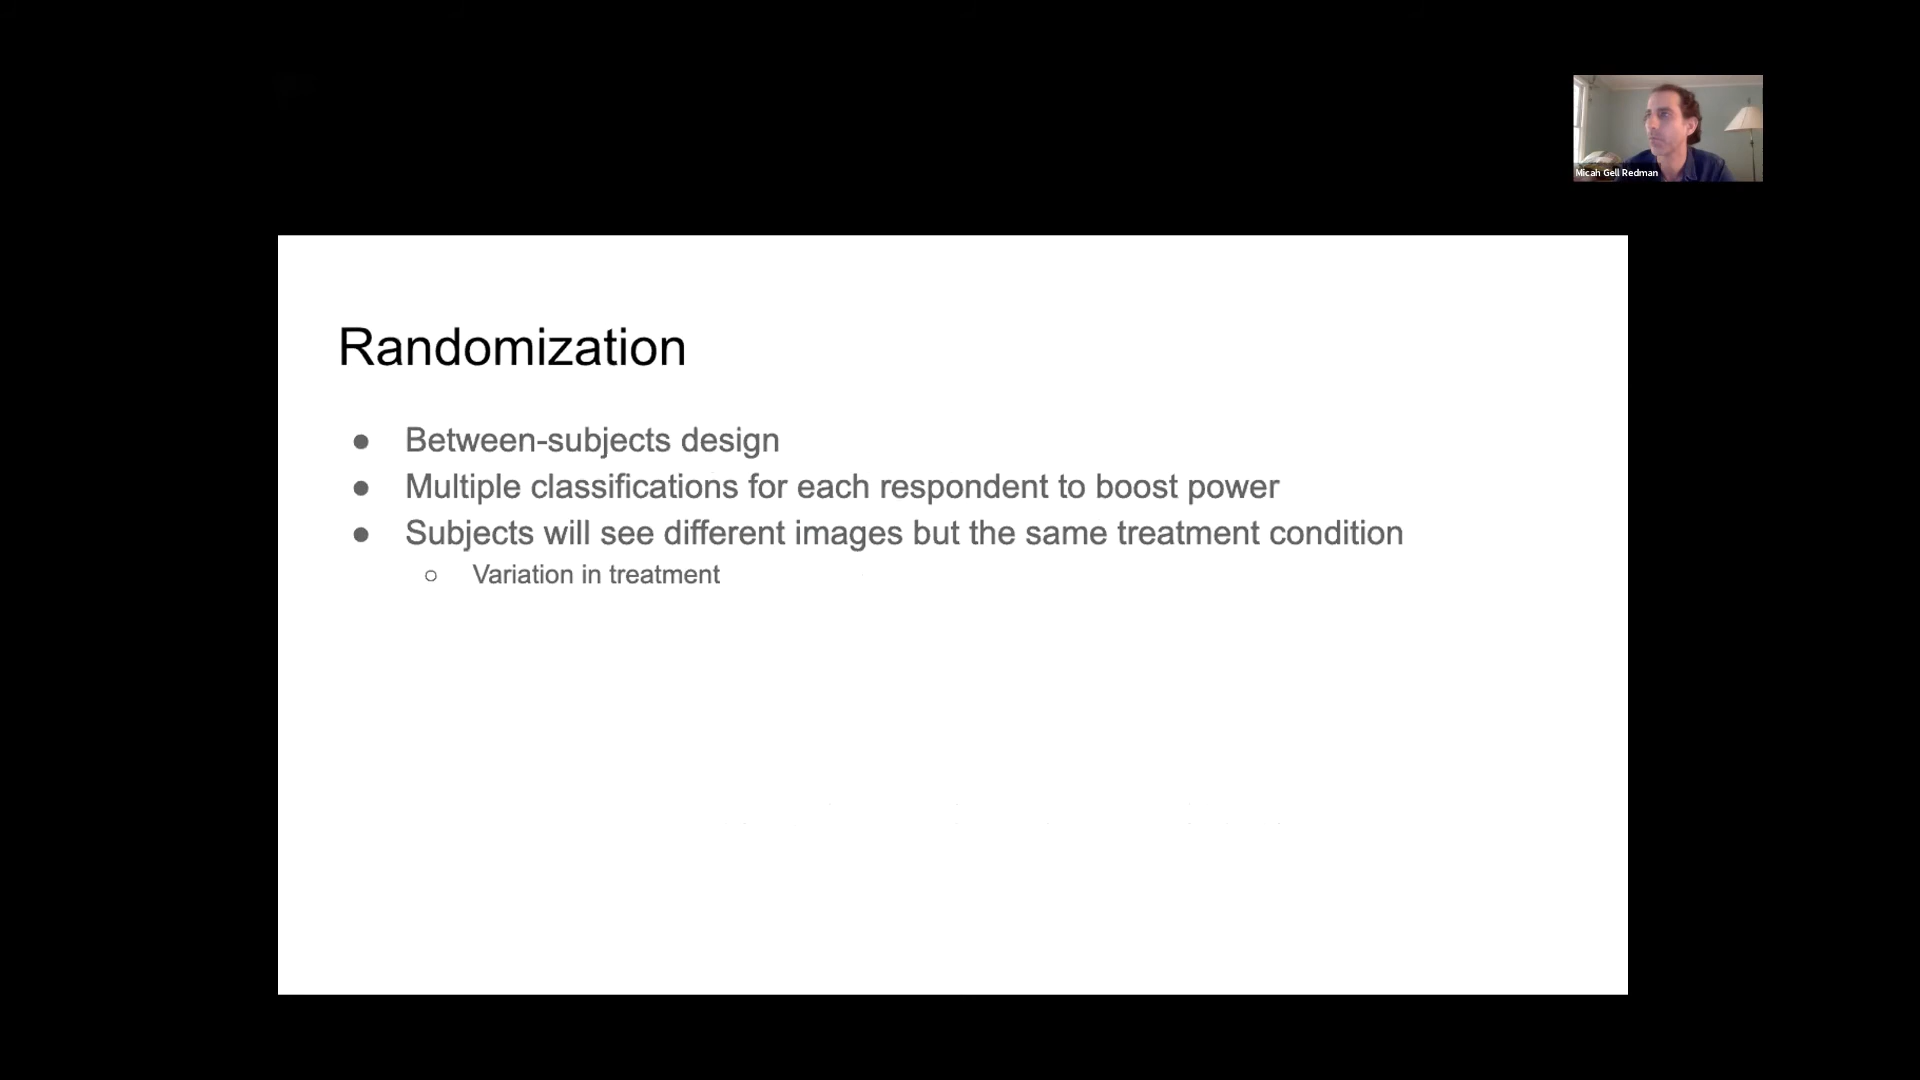 Micah Gell Redman
Randomization
● Between-subjects design
● Multiple classifications for each respondent to boost power
● Subjects will see different images but the same treatment condition
○ Variation in treatment